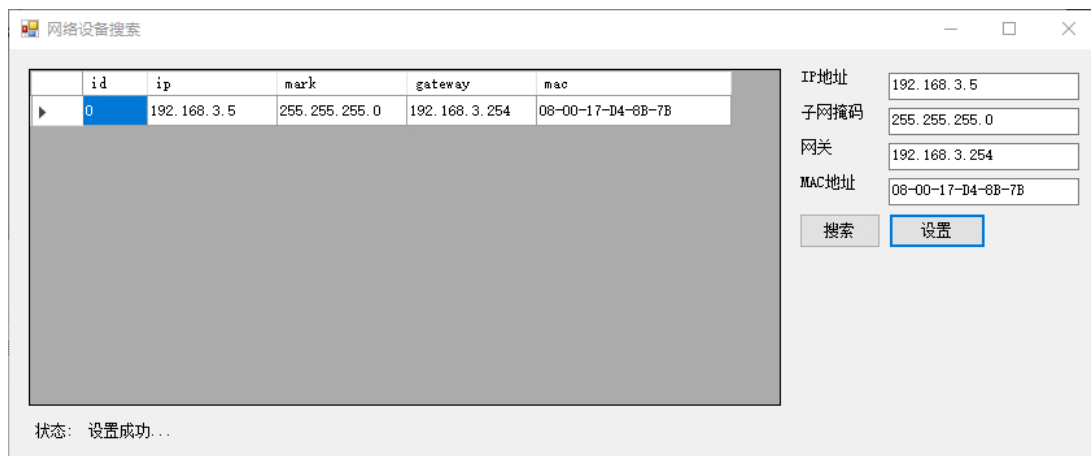 网络设备搜索
id ip mark gateway mac
0 192.168.3.5 255.255.255.0 192.168.3.254 08-00-17-D4-8B-7B
IP地址 192.168.3.5
子网掩码 255.255.255.0
网关 192.168.3.254
MAC地址 08-00-17-D4-8B-7B
搜索 设置
状态: 设置成功...